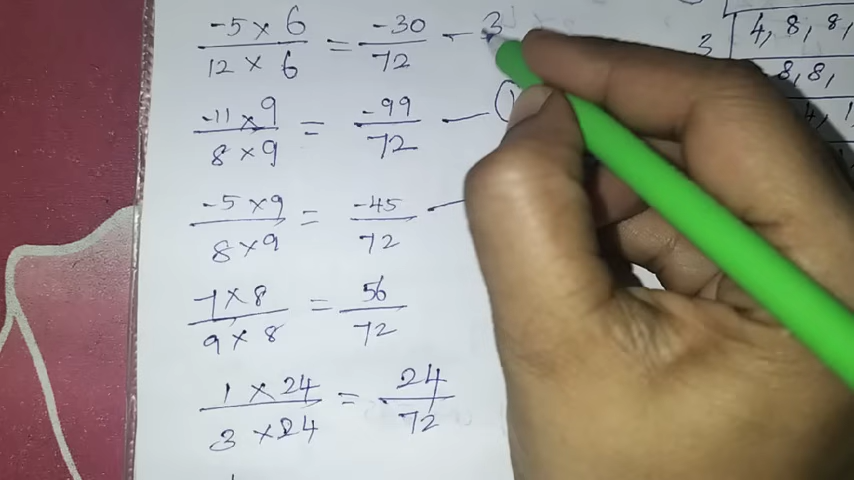 -5 × 6 / 12 × 6 = -30 / 72 - 3
-11 × 9 / 8 × 9 = -99 / 72 - 1
-5 × 9 / 8 × 9 = -45 / 72 -
7 × 8 / 9 × 8 = 56 / 72
1 × 24 / 3 × 24 = 24 / 72
3 4, 8, 8,
8, 8,
4, 1